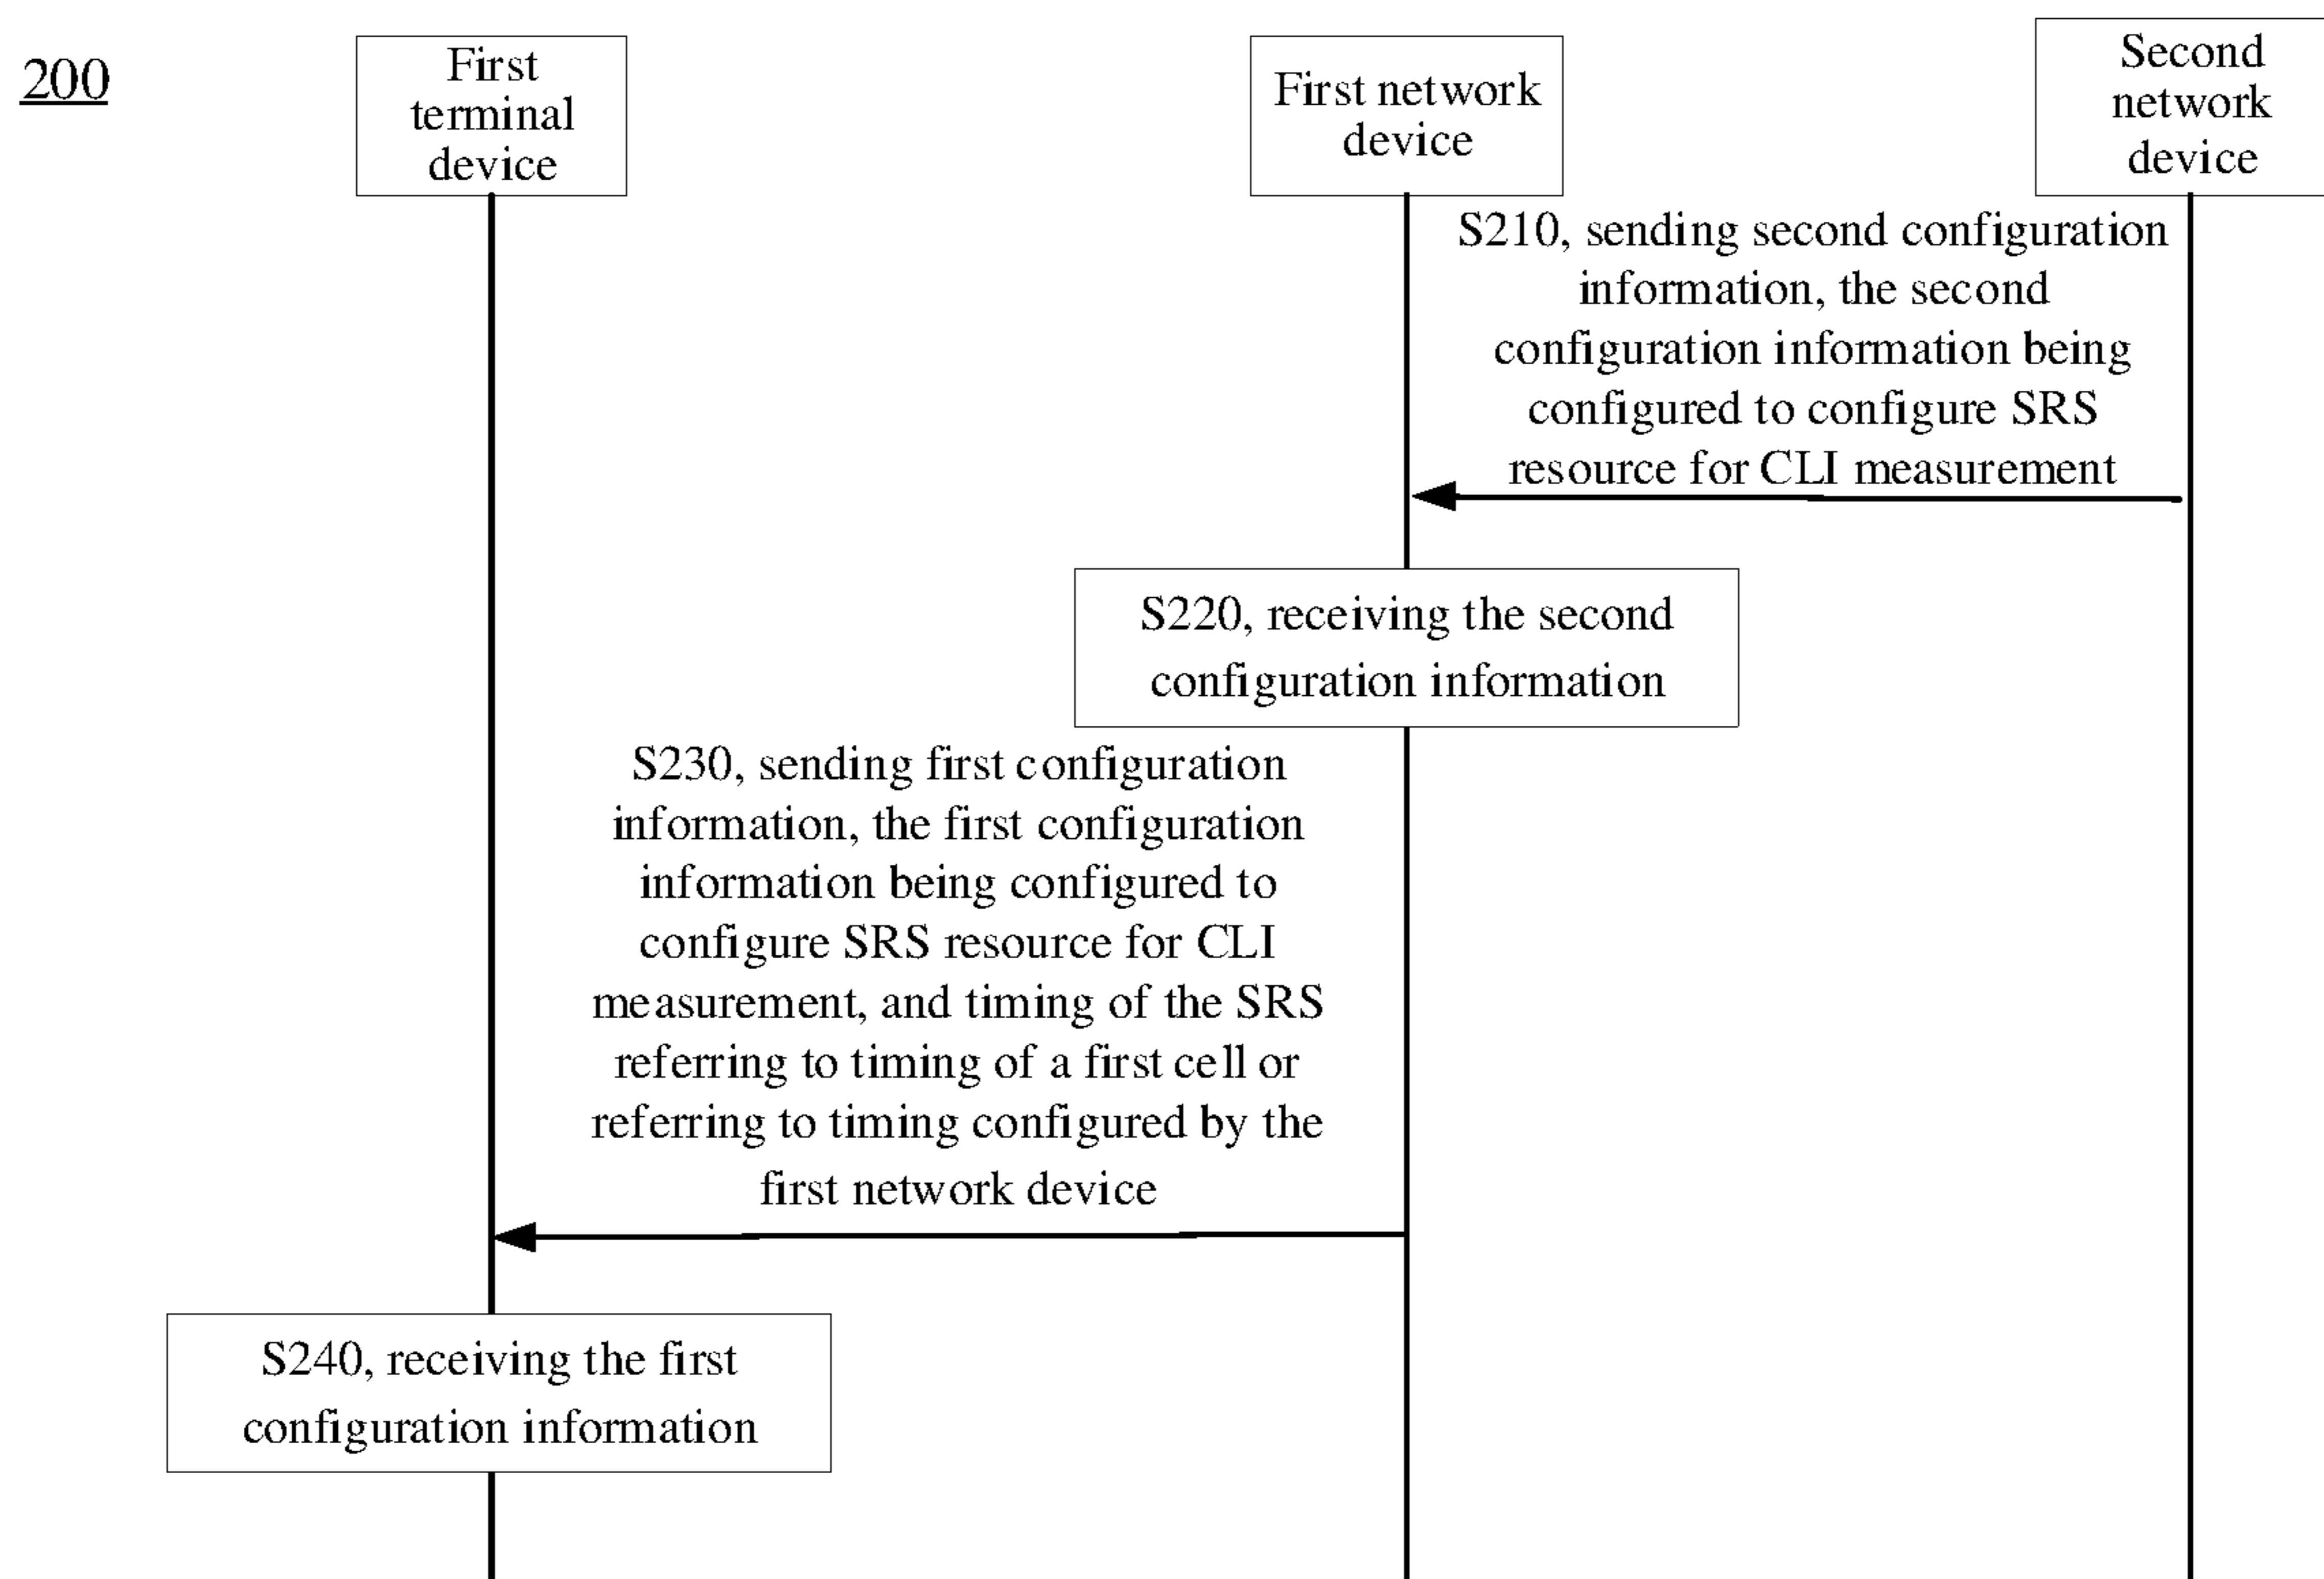 200
First
terminal
device
First network
device
Second
network
device
S210, sending second configuration
information, the second
configuration information being
configured to configure SRS
resource for CLI measurement
S220, receiving the second
configuration information
S230, sending first configuration
information, the first configuration
information being configured to
configure SRS resource for CLI
measurement, and timing of the SRS
referring to timing of a first cell or
referring to timing configured by the
first network device
S240, receiving the first
configuration information